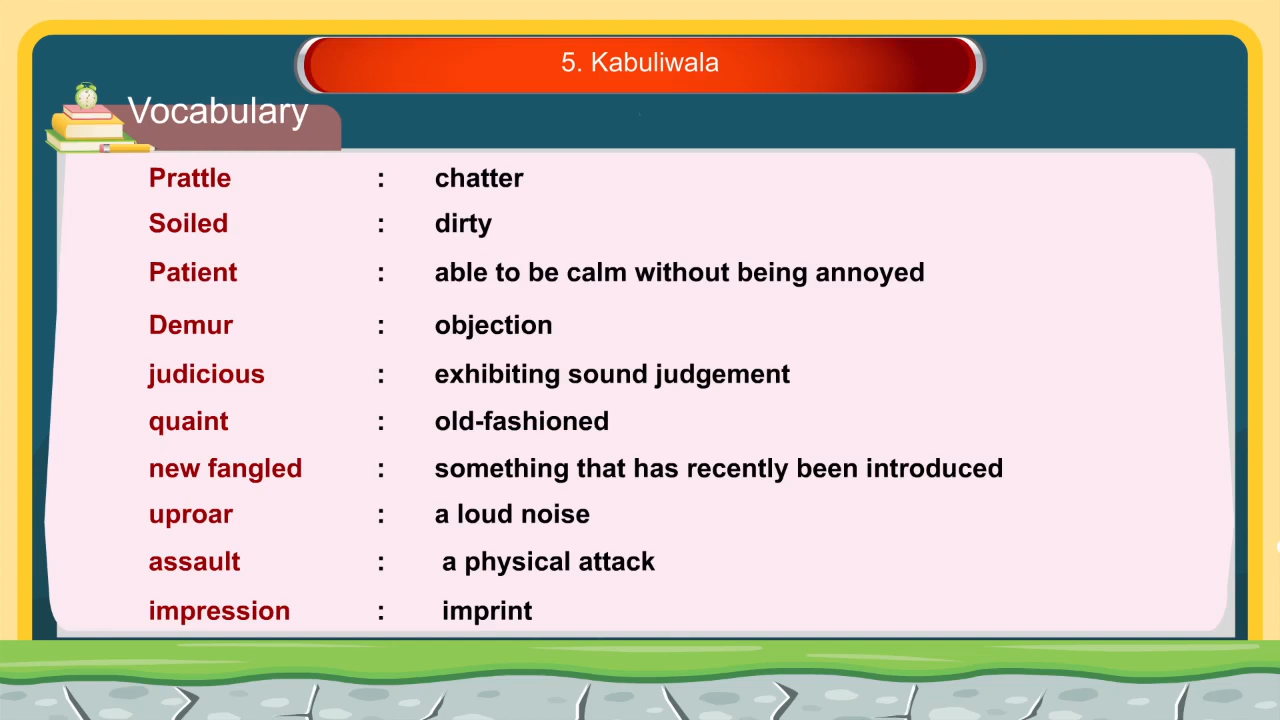 5. Kabuliwala
Vocabulary
Prattle : chatter
Soiled : dirty
Patient : able to be calm without being annoyed
Demur : objection
judicious : exhibiting sound judgement
quaint : old-fashioned
new fangled : something that has recently been introduced
uproar : a loud noise
assault : a physical attack
impression : imprint